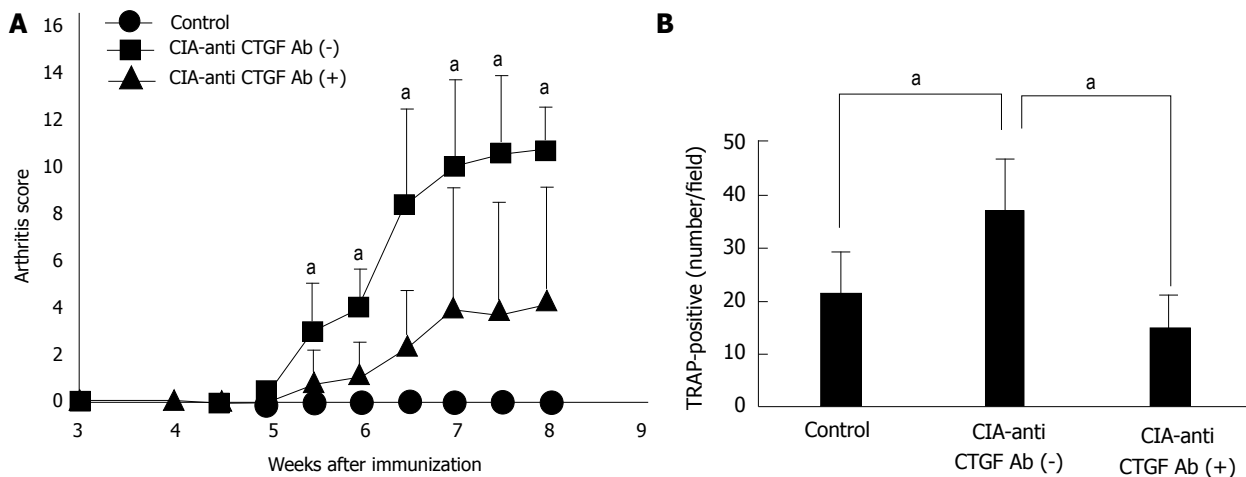 A
16
14
12
10
8
6
4
2
0
Arthritis score
Control
CIA-anti CTGF Ab (-)
CIA-anti CTGF Ab (+)
a
a
a
a
a
a
3 4 5 6 7 8 9
Weeks after immunization
B
a
a
50
40
30
20
10
0
TRAP-positive (number/field)
Control
CIA-anti
CTGF Ab (-)
CIA-anti
CTGF Ab (+)